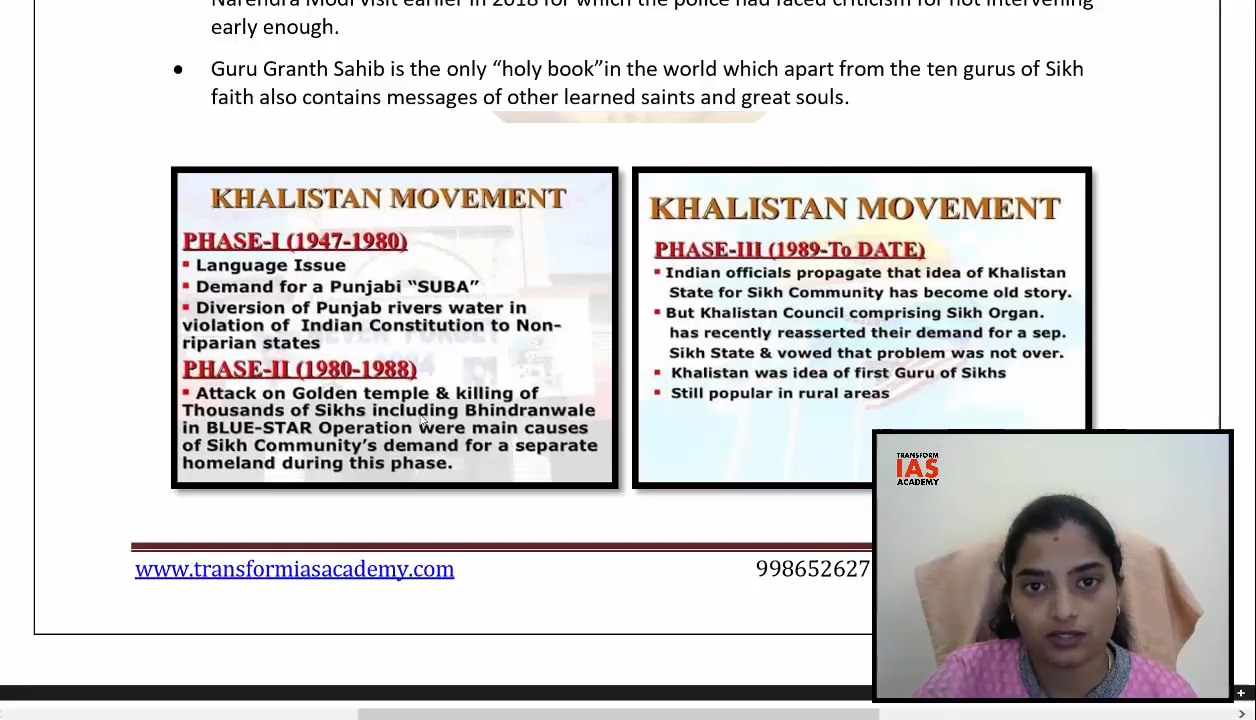 Narendra Modi visit earlier in 2018 for which the police had faced criticism for not intervening
early enough.
• Guru Granth Sahib is the only “holy book”in the world which apart from the ten gurus of Sikh
faith also contains messages of other learned saints and great souls.
KHALISTAN MOVEMENT
PHASE-I (1947-1980)
▪ Language Issue
▪ Demand for a Punjabi “SUBA”
▪ Diversion of Punjab rivers water in
violation of Indian Constitution to Non-
riparian states
PHASE-II (1980-1988)
▪ Attack on Golden temple & killing of
Thousands of Sikhs including Bhindranwale
in BLUE-STAR Operation were main causes
of Sikh Community’s demand for a separate
homeland during this phase.
KHALISTAN MOVEMENT
PHASE-III (1989-To DATE)
▪ Indian officials propagate that idea of Khalistan
State for Sikh Community has become old story.
▪ But Khalistan Council comprising Sikh Organ.
has recently reasserted their demand for a sep.
Sikh State & vowed that problem was not over.
▪ Khalistan was idea of first Guru of Sikhs
▪ Still popular in rural areas
www.transformiasacademy.com
998652627
TRANSFORM
IAS
ACADEMY